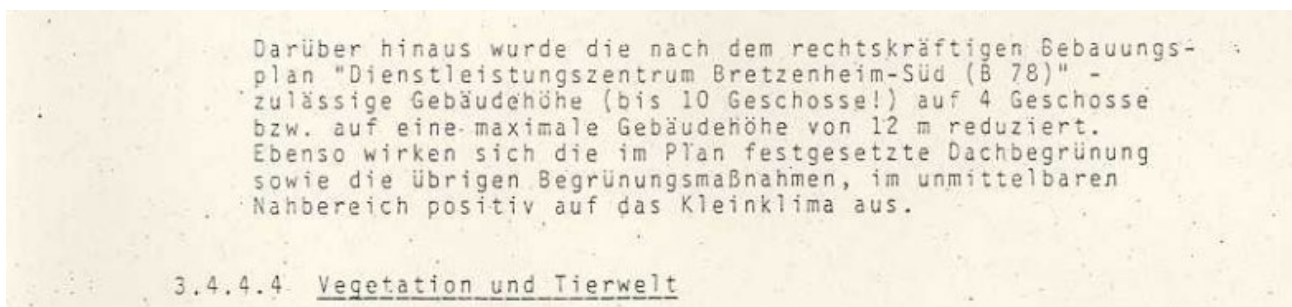 Darüber hinaus wurde die nach dem rechtskräftigen Bebauungs-
plan "Dienstleistungszentrum Bretzenheim-Süd (B 78)" -
zulässige Gebäudehöhe (bis 10 Geschosse!) auf 4 Geschosse
bzw. auf eine maximale Gebäudehöhe von 12 m reduziert.
Ebenso wirken sich die im Plan festgesetzte Dachbegrünung
sowie die übrigen Begrünungsmaßnahmen, im unmittelbaren
Nahbereich positiv auf das Kleinklima aus.
3.4.4.4 Vegetation und Tierwelt